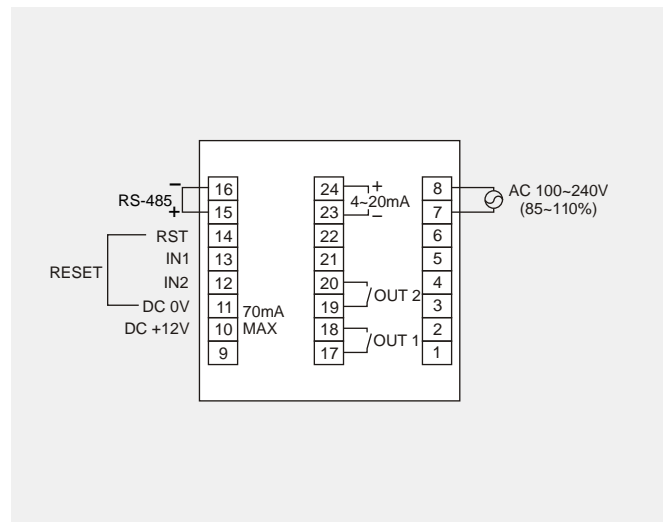 − 16 24 + 8 AC 100~240V
RS-485 4~20mA (85~110%)
+ 15 23 − 7
RST 14 22 6
IN1 13 21 5
RESET
IN2 12 20 4
OUT 2
DC 0V 11 70mA 19 3
DC +12V 10 MAX 18 2
OUT 1
9 17 1